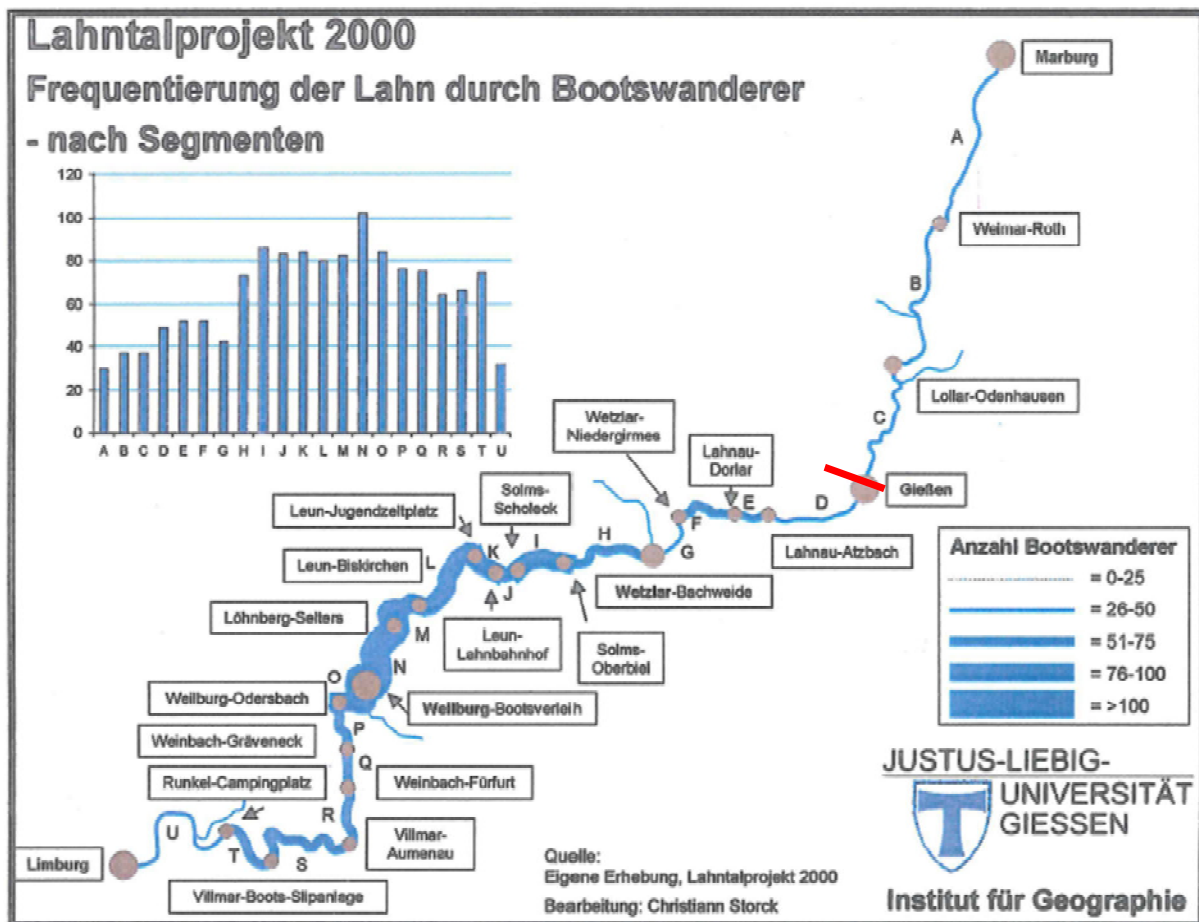 Lahntalprojekt 2000
Frequentierung der Lahn durch Bootswanderer
- nach Segmenten
120
100
80
60
40
20
0
A B C D E F G H I J K L M N O P Q R S T U
Marburg
A
Weimar-Roth
B
Lollar-Odenhausen
C
Gießen
Wetzlar-
Niedergirmes
Lahnau-
Dorlar
D
E
F
G
Lahnau-Atzbach
Solms-
Scholeck
Leun-Jugendzeltplatz
H
I
J
K
L
Leun-Biskirchen
Wetzlar-Bachweide
Löhnberg-Selters
M
Leun-
Lahnbahnhof
Solms-
Oberbiel
N
O
Weilburg-Odersbach
Weilburg-Bootsverleih
P
Weinbach-Gräveneck
Q
Runkel-Campingplatz
Weinbach-Fürfurt
R
U
Villmar-
Aumenau
T
S
Limburg
Villmar-Boots-Slipanlage
Anzahl Bootswanderer
= 0-25
= 26-50
= 51-75
= 76-100
= >100
JUSTUS-LIEBIG-
UNIVERSITÄT
GIESSEN
Quelle:
Eigene Erhebung, Lahntalprojekt 2000
Bearbeitung: Christiann Storck
Institut für Geographie